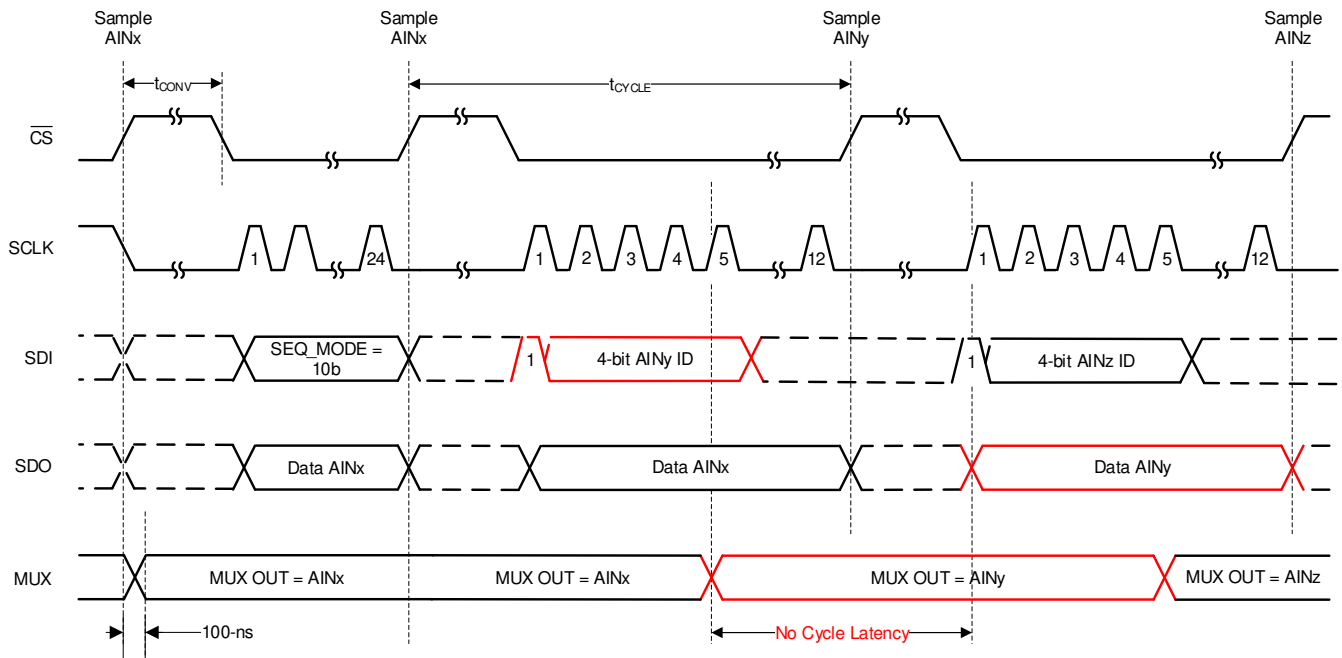 Sample
AINx
Sample
AINx
Sample
AINy
Sample
AINz
tCONV
tCYCLE
CS
SCLK
1
24
1
2
3
4
5
12
1
2
3
4
5
12
SDI
SEQ_MODE =
10b
1
4-bit AINy ID
1
4-bit AINz ID
SDO
Data AINx
Data AINx
Data AINy
MUX
MUX OUT = AINx
MUX OUT = AINx
MUX OUT = AINy
MUX OUT = AINz
100-ns
No Cycle Latency